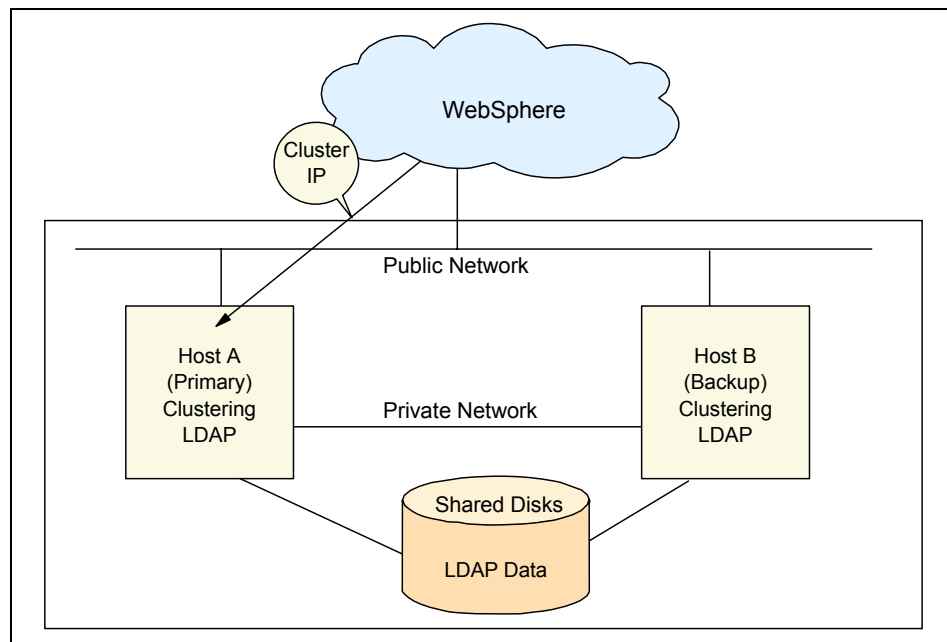 WebSphere
Cluster
IP
Public Network
Host A
(Primary)
Clustering
LDAP
Host B
(Backup)
Clustering
LDAP
Private Network
Shared Disks
LDAP Data